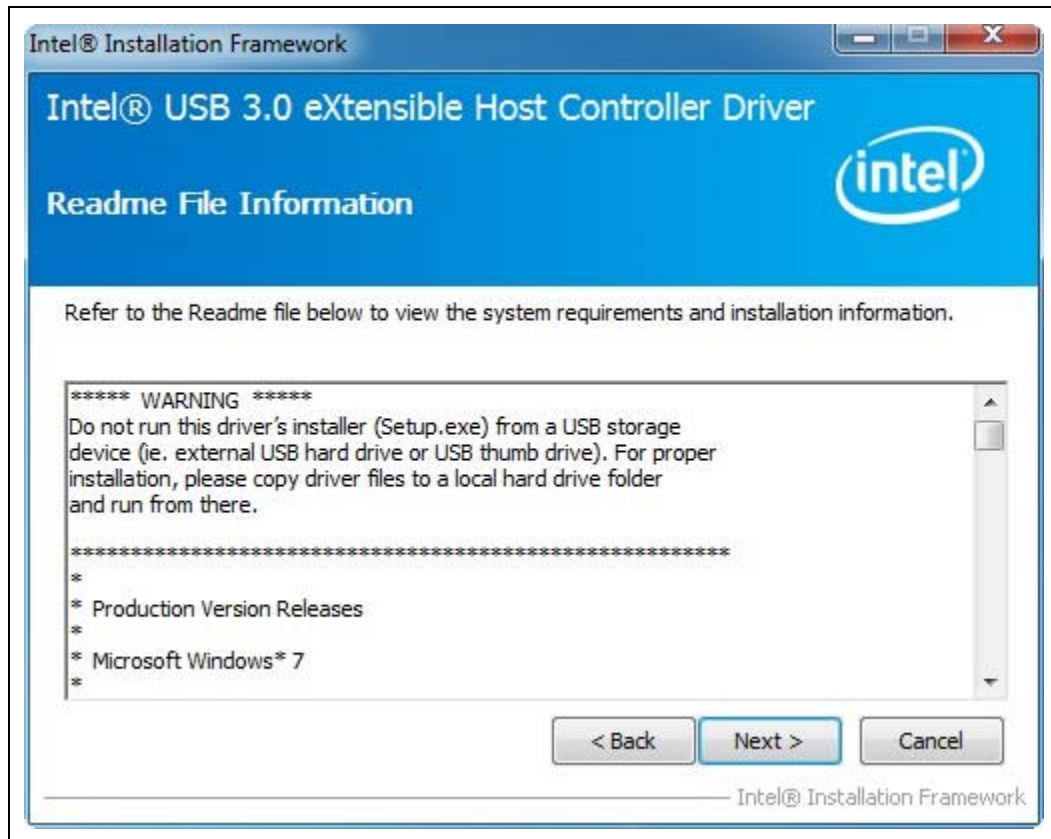 Intel® Installation Framework
Intel® USB 3.0 eXtensible Host Controller Driver
intel
Readme File Information
Refer to the Readme file below to view the system requirements and installation information.
***** WARNING *****
Do not run this driver's installer (Setup.exe) from a USB storage
device (ie. external USB hard drive or USB thumb drive). For proper
installation, please copy driver files to a local hard drive folder
and run from there.
*******************************************************
*
* Production Version Releases
*
* Microsoft Windows* 7
*
< Back
Next >
Cancel
Intel® Installation Framework